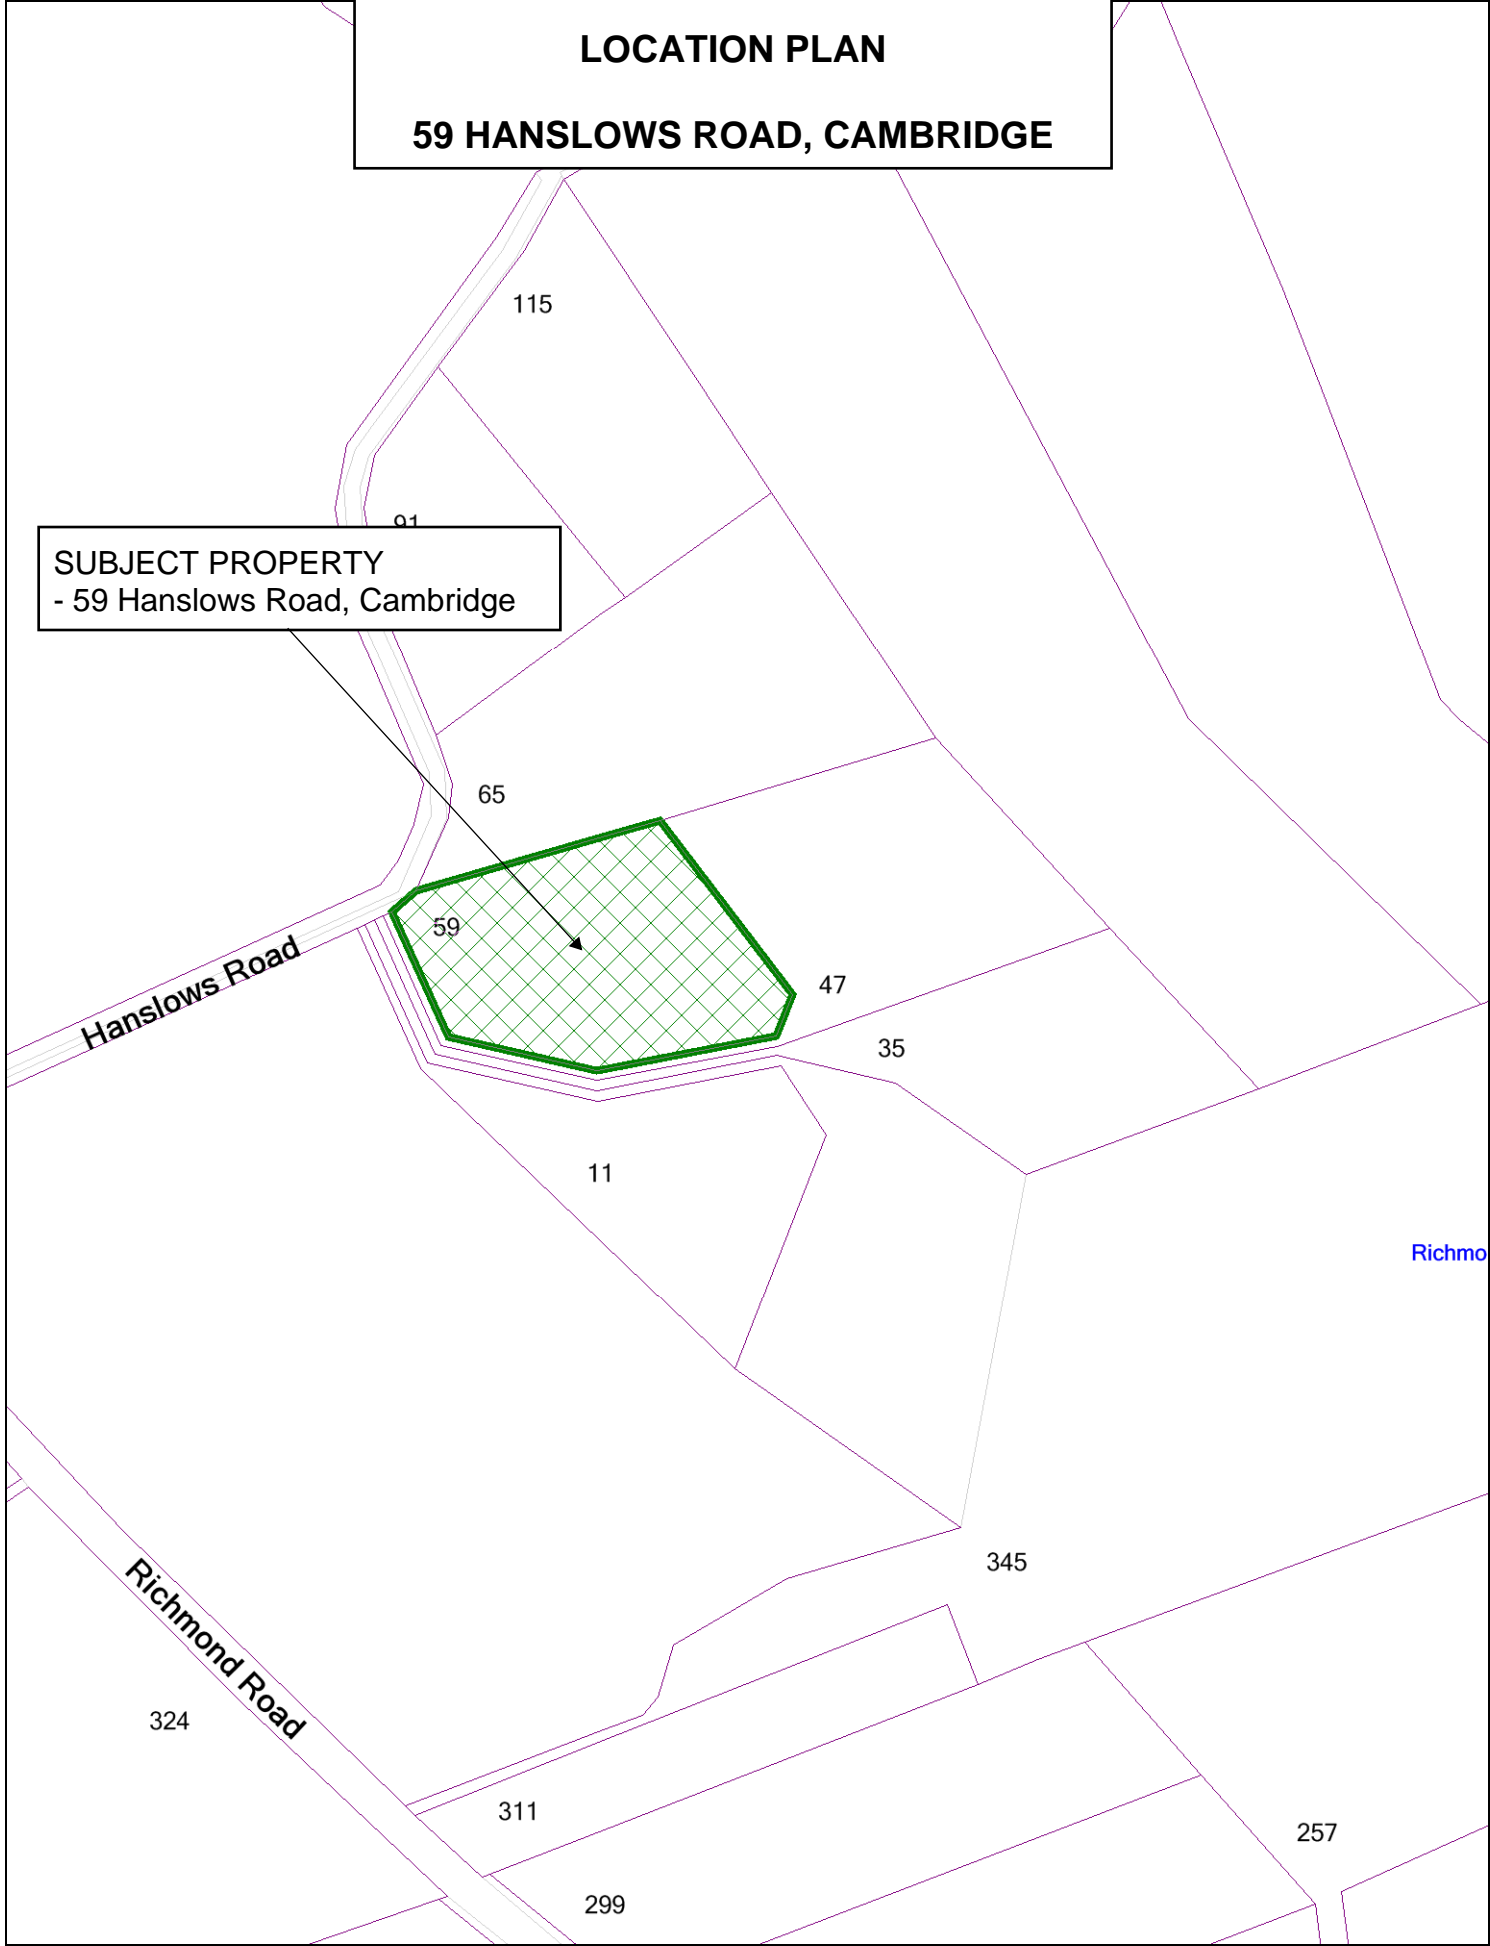 LOCATION PLAN
59 HANSLOWS ROAD, CAMBRIDGE
115
91
SUBJECT PROPERTY
- 59 Hanslows Road, Cambridge
65
59
Hanslows Road
47
35
11
Richmo
345
Richmond Road
324
311
257
299